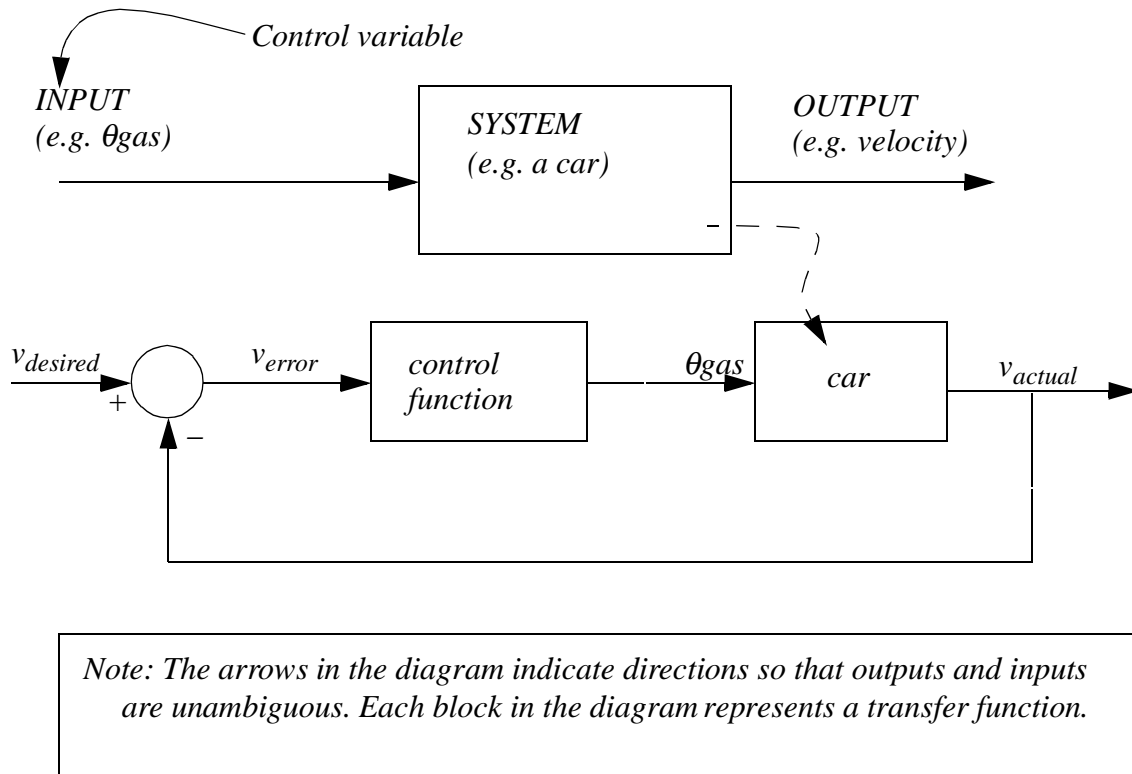 Control variable
INPUT
(e.g. θgas)
SYSTEM
(e.g. a car)
OUTPUT
(e.g. velocity)
v_desired
+
−
v_error
control
function
θgas
car
v_actual
Note: The arrows in the diagram indicate directions so that outputs and inputs
are unambiguous. Each block in the diagram represents a transfer function.